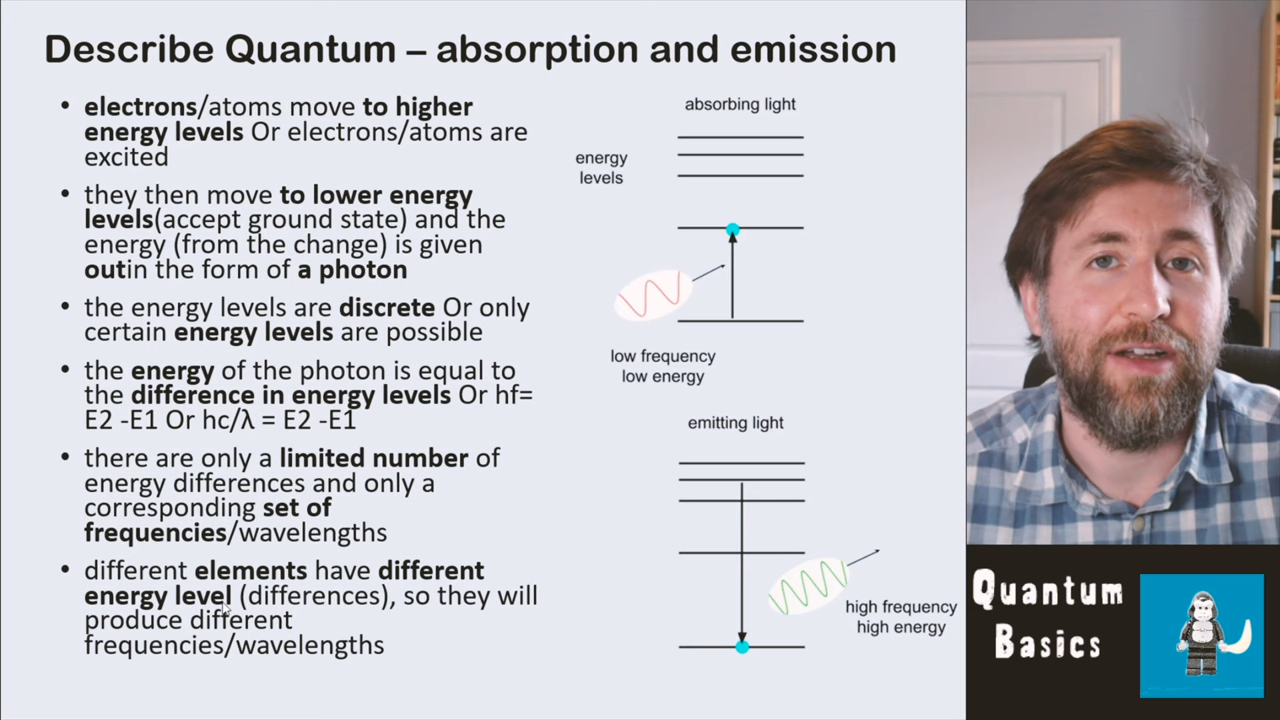 Describe Quantum – absorption and emission
• electrons/atoms move to higher
energy levels Or electrons/atoms are
excited
• they then move to lower energy
levels(accept ground state) and the
energy (from the change) is given
outin the form of a photon
• the energy levels are discrete Or only
certain energy levels are possible
• the energy of the photon is equal to
the difference in energy levels Or hf=
E2 -E1 Or hc/λ = E2 -E1
• there are only a limited number of
energy differences and only a
corresponding set of
frequencies/wavelengths
• different elements have different
energy level (differences), so they will
produce different
frequencies/wavelengths
absorbing light
energy
levels
low frequency
low energy
emitting light
high frequency
high energy
Quantum
Basics